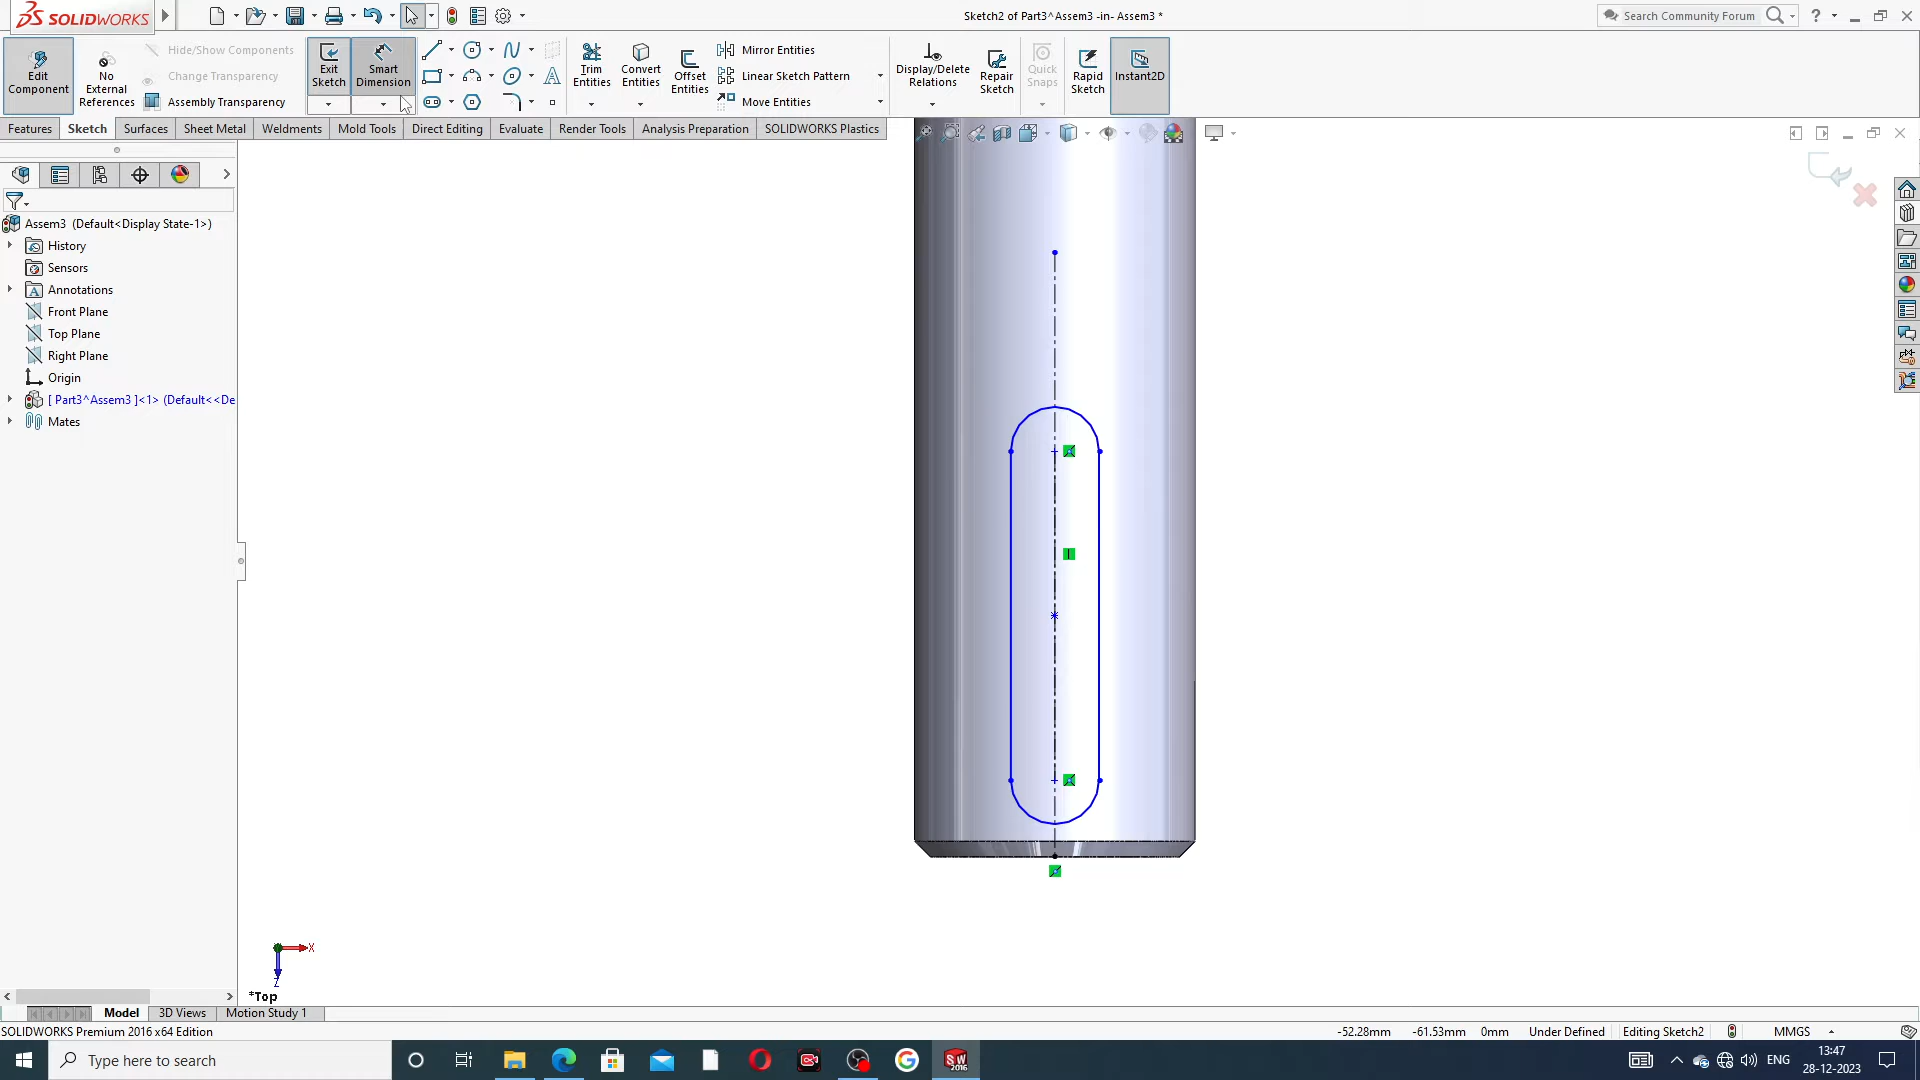 SOLIDWORKS
Sketch2 of Part3^Assem3 -in- Assem3 *
Search Community Forum
?
Edit Component
No External References
Hide/Show Components
Change Transparency
Assembly Transparency
Exit Sketch
Smart Dimension
Trim Entities
Convert Entities
Offset Entities
Mirror Entities
Linear Sketch Pattern
Move Entities
Display/Delete Relations
Repair Sketch
Quick Snaps
Rapid Sketch
Instant2D
Features
Sketch
Surfaces
Sheet Metal
Weldments
Mold Tools
Direct Editing
Evaluate
Render Tools
Analysis Preparation
SOLIDWORKS Plastics
Assem3 (Default<Display State-1>)
History
Sensors
Annotations
Front Plane
Top Plane
Right Plane
Origin
[ Part3^Assem3 ]<1> (Default<<De
Mates
X
Z
*Top
Model
3D Views
Motion Study 1
SOLIDWORKS Premium 2016 x64 Edition
-52.28mm
-61.53mm
0mm
Under Defined
Editing Sketch2
MMGS
Type here to search
SW
2016
ENG
13:47
28-12-2023